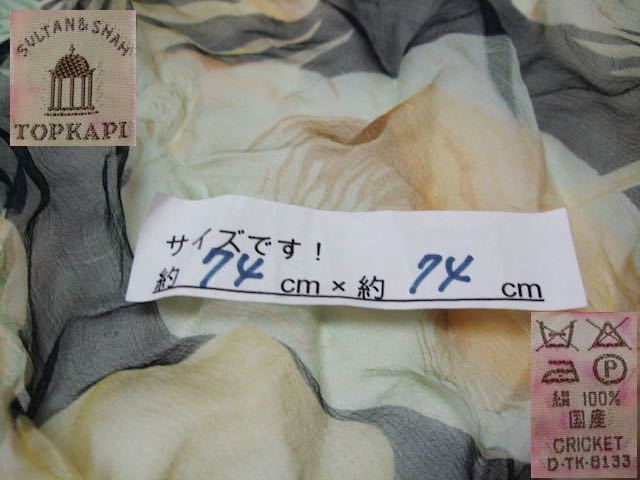 SULTAN & SHAH
TOPKAPI
サイズです！
約 74 cm × 約 74 cm
P
絹 100%
国産
CRICKET
D-TK-8133